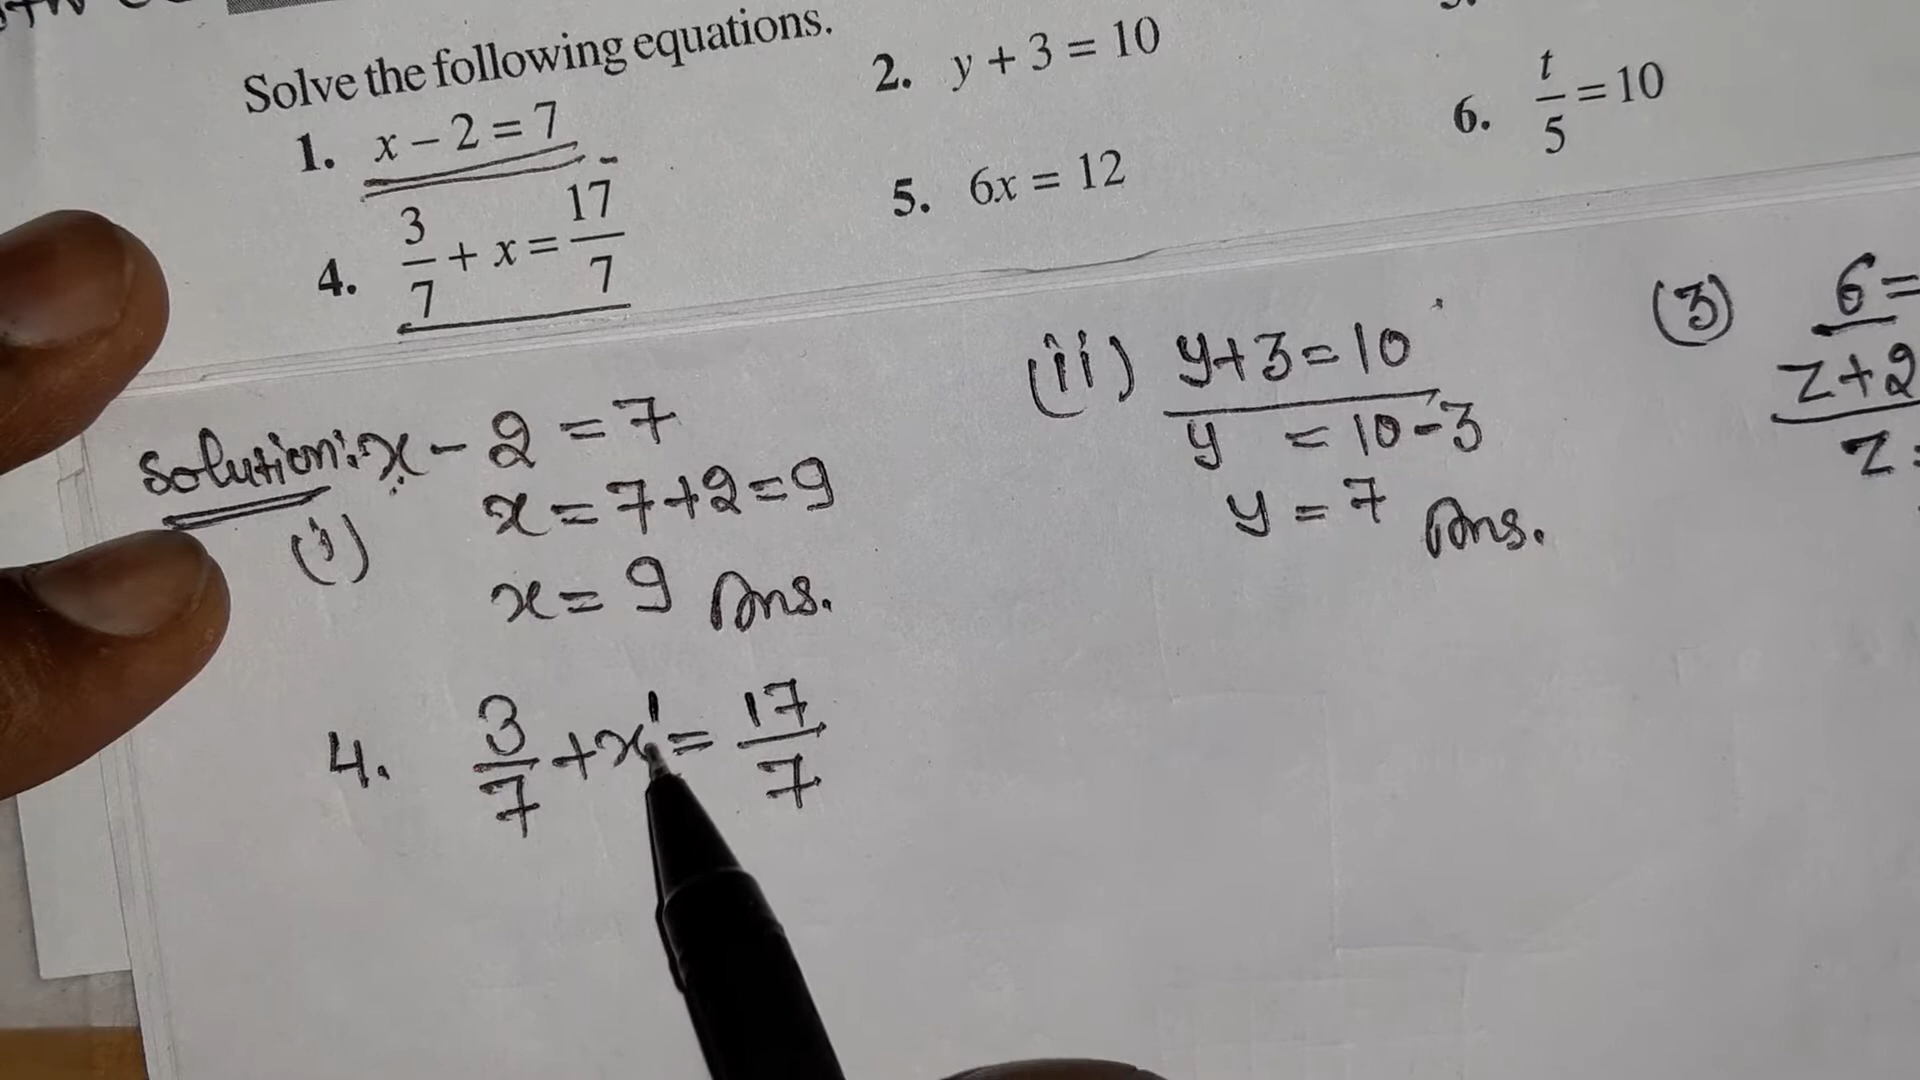 Solve the following equations.
1. x – 2 = 7
2. y + 3 = 10
4. 3/7 + x = 17/7
5. 6x = 12
6. t/5 = 10
Solution: x - 2 = 7
(i) x = 7+2 = 9
x = 9 Ans.
(ii) y+3 = 10
y = 10-3
y = 7 Ans.
(3) 6 =
z+2
z =
4. 3/7 + x = 17/7